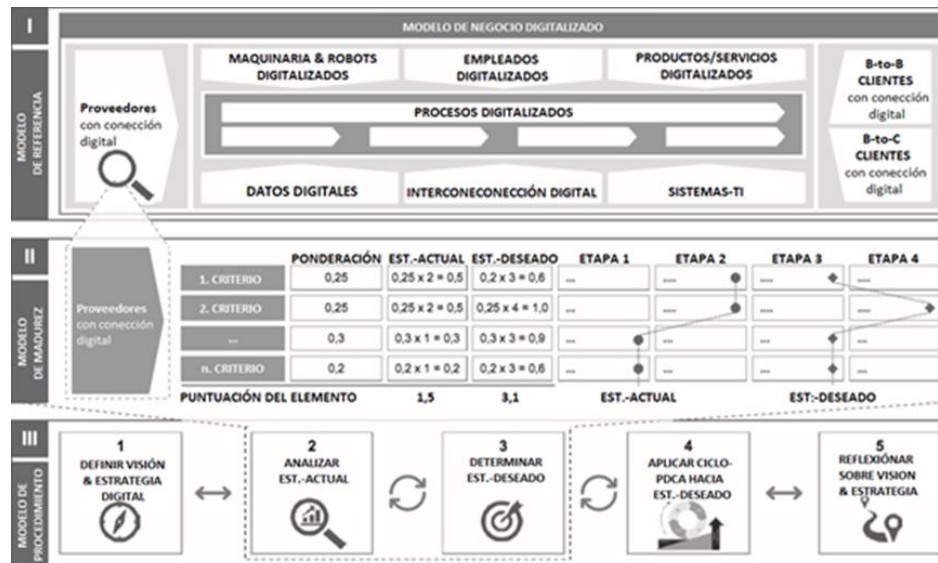 I
MODELO DE NEGOCIO DIGITALIZADO
MODELO
DE REFERENCIA
Proveedores
con conección
digital
MAQUINARIA & ROBOTS
DIGITALIZADOS
EMPLEADOS
DIGITALIZADOS
PRODUCTOS/SERVICIOS
DIGITALIZADOS
PROCESOS DIGITALIZADOS
DATOS DIGITALES
INTERCONECONECCIÓN DIGITAL
SISTEMAS-TI
B-to-B
CLIENTES
con conección
digital
B-to-C
CLIENTES
con conección
digital
II
MODELO
DE MADUREZ
Proveedores
con conección
digital
PONDERACIÓN EST.-ACTUAL EST.-DESEADO ETAPA 1 ETAPA 2 ETAPA 3 ETAPA 4
1. CRITERIO 0,25 0,25 x 2 = 0,5 0,2 x 3 = 0,6 ... .... ... ...
2. CRITERIO 0,25 0,25 x 2 = 0,5 0,25 x 4 = 1,0 ... .... ... ...
... 0,3 0,3 x 1 = 0,3 0,3 x 3 = 0,9 ... ... ... ...
n. CRITERIO 0,2 0,2 x 1 = 0,2 0,2 x 3 = 0,6 ... ... ... ...
PUNTUACIÓN DEL ELEMENTO 1,5 3,1 EST.-ACTUAL EST:-DESEADO
III
MODELO DE
PROCEDIMIENTO
1
DEFINIR VISIÓN
& ESTRATEGIA
DIGITAL
2
ANALIZAR
EST.-ACTUAL
3
DETERMINAR
EST.-DESEADO
4
APLICAR CICLO-
PDCA HACIA
EST.-DESEADO
5
REFLEXIÓNAR
SOBRE VISION
& ESTRATEGIA